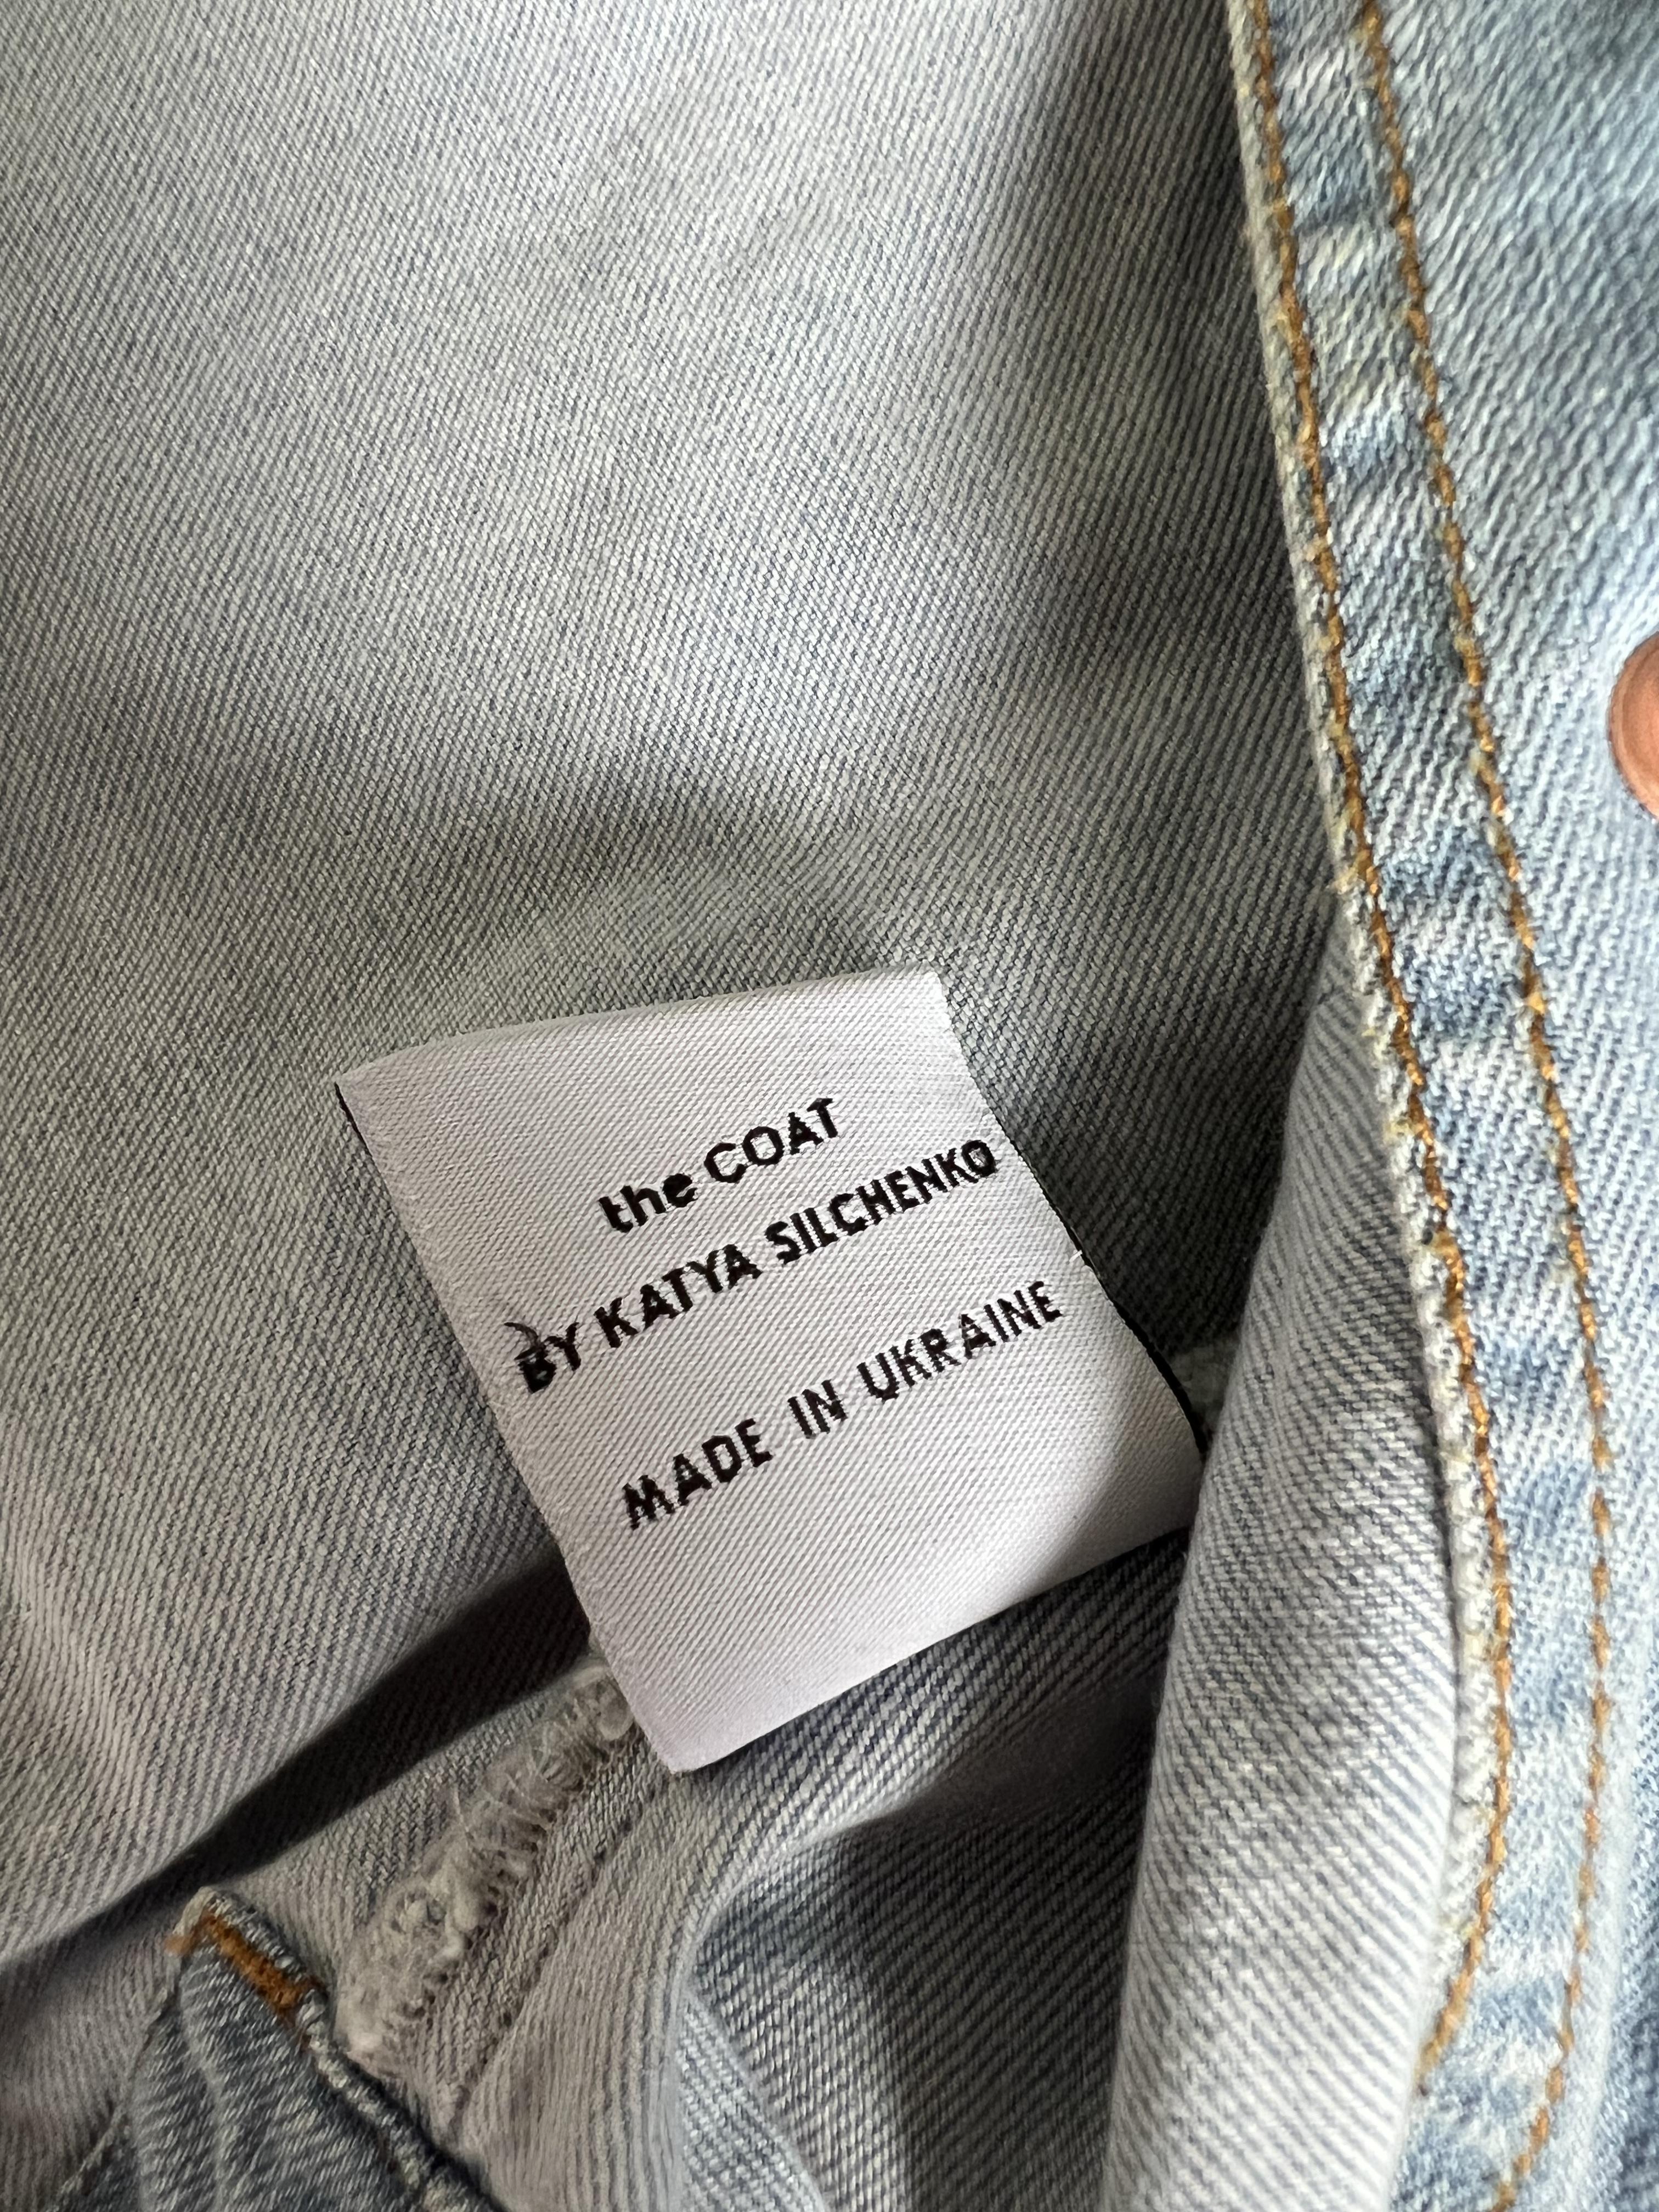 the COAT
BY KATYA SILCHENKO
MADE IN UKRAINE